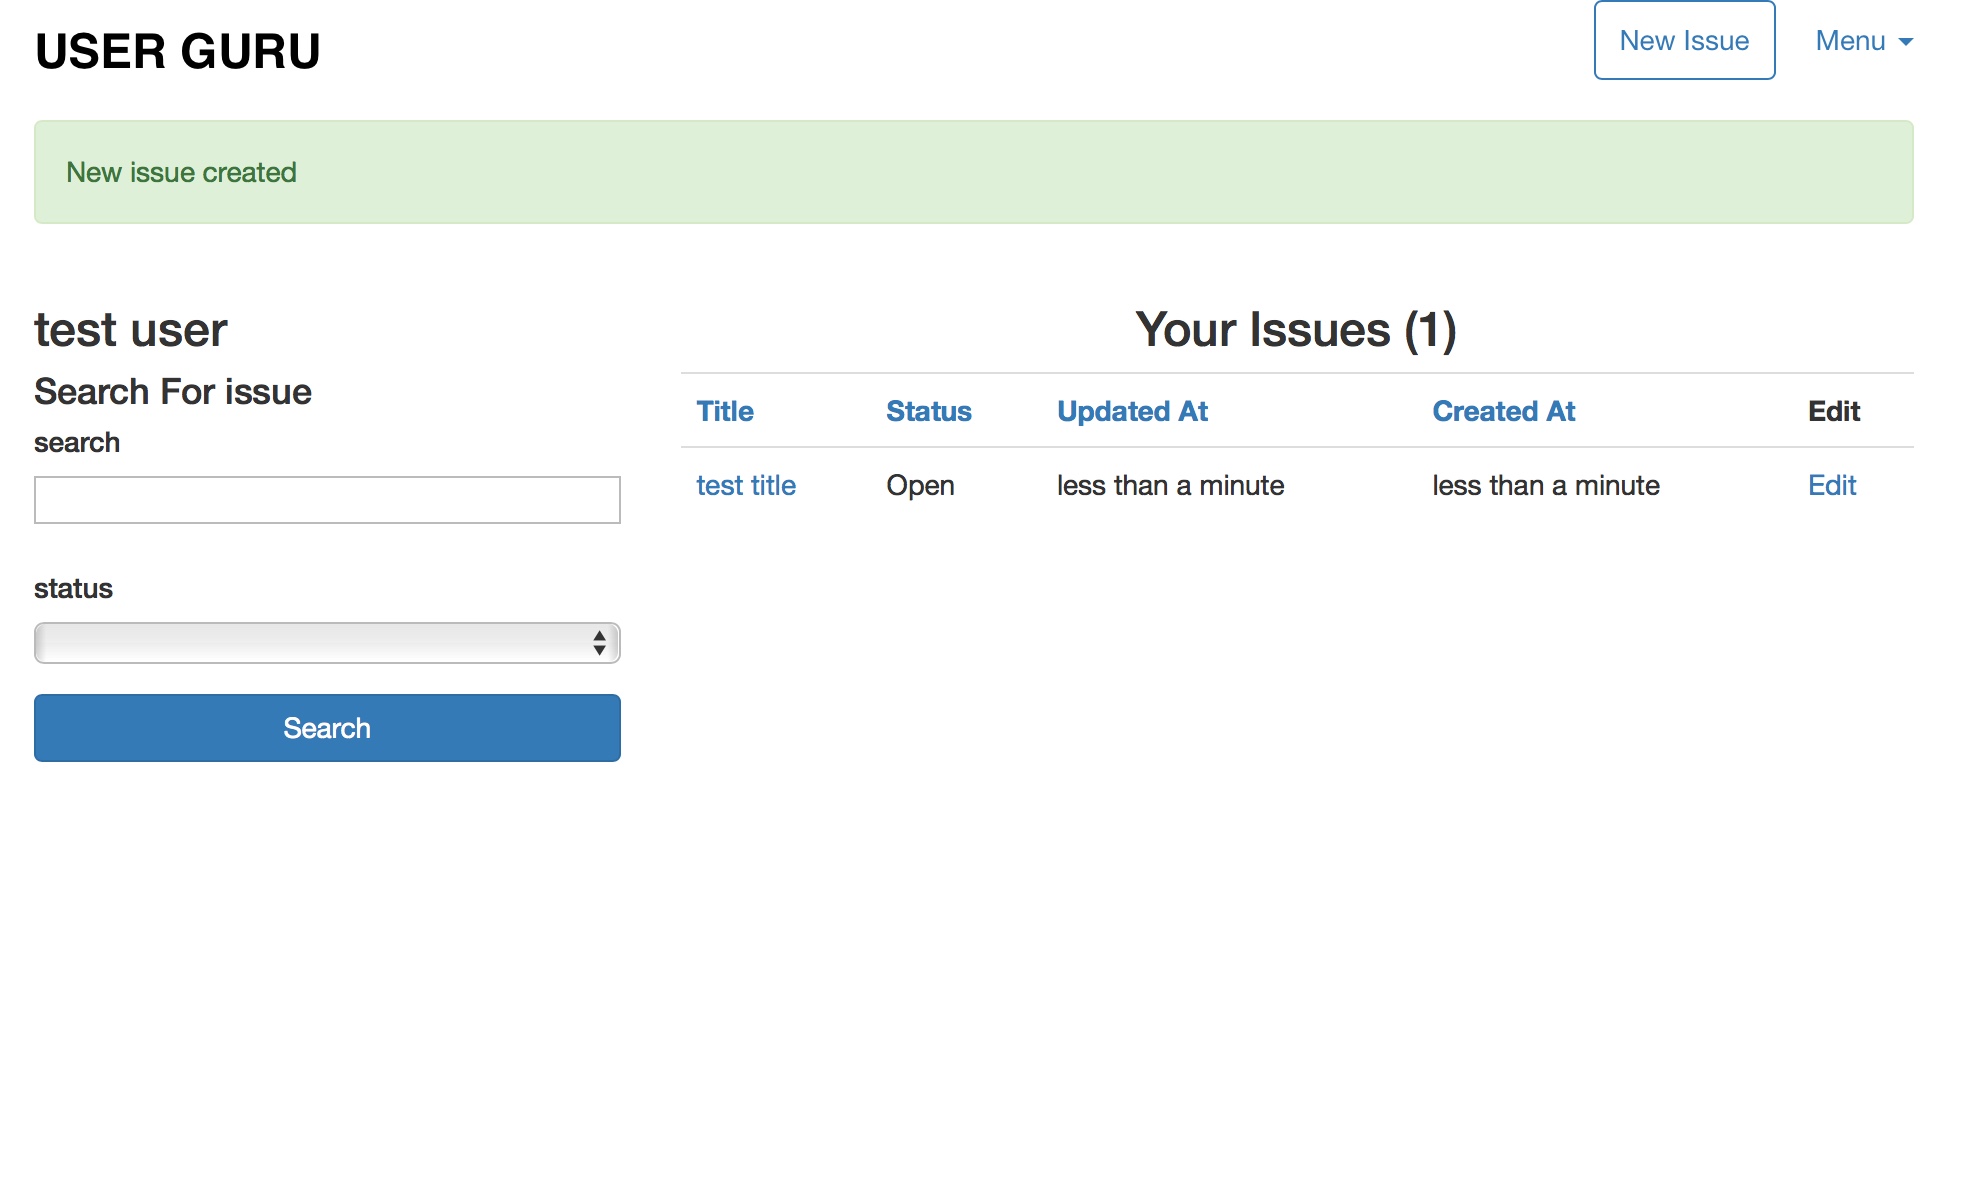 USER GURU
New Issue
Menu
New issue created
test user
Search For issue
search
status
Search
Your Issues (1)
Title Status Updated At Created At Edit
test title Open less than a minute less than a minute Edit